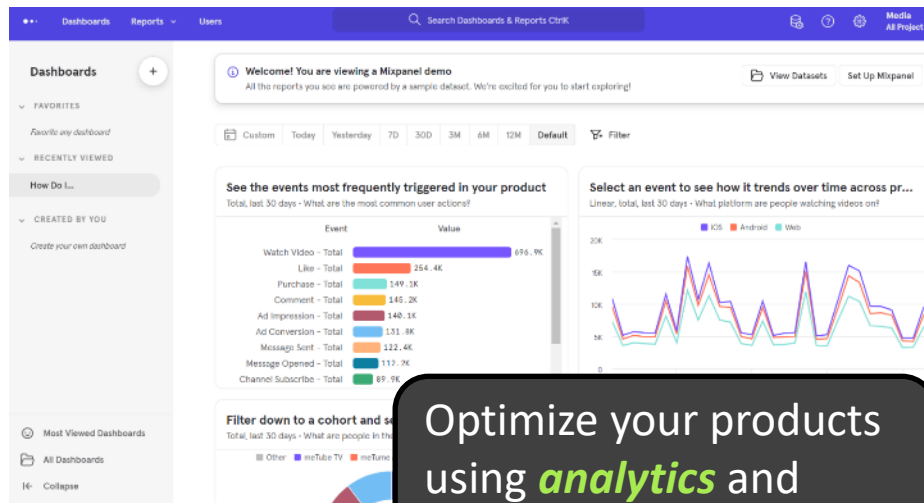 Dashboards Reports Users Search Dashboards & Reports CtrlK Media
All Project
Dashboards +
FAVORITES
Favorite any dashboard
RECENTLY VIEWED
How Do I...
CREATED BY YOU
Create your own dashboard
Most Viewed Dashboards
All Dashboards
Collapse
Welcome! You are viewing a Mixpanel demo
All the reports you see are powered by a sample dataset. We're excited for you to start exploring!
View Datasets Set Up Mixpanel
Custom Today Yesterday 7D 30D 3M 6M 12M Default Filter
See the events most frequently triggered in your product
Total, last 30 days - What are the most common user actions?
Event Value
Watch Video - Total 696.9K
Like - Total 254.4K
Purchase - Total 149.1K
Comment - Total 145.2K
Ad Impression - Total 140.1K
Ad Conversion - Total 131.8K
Message Sent - Total 122.4K
Message Opened - Total 112.2K
Channel Subscribe - Total 89.9K
Select an event to see how it trends over time across pr...
Linear, total, last 30 days - What platform are people watching videos on?
iOS Android Web
20K
15K
10K
5K
0
Filter down to a cohort and se
Total, last 30 days - What are people in the
Other meTube TV meTune
Optimize your products
using analytics and